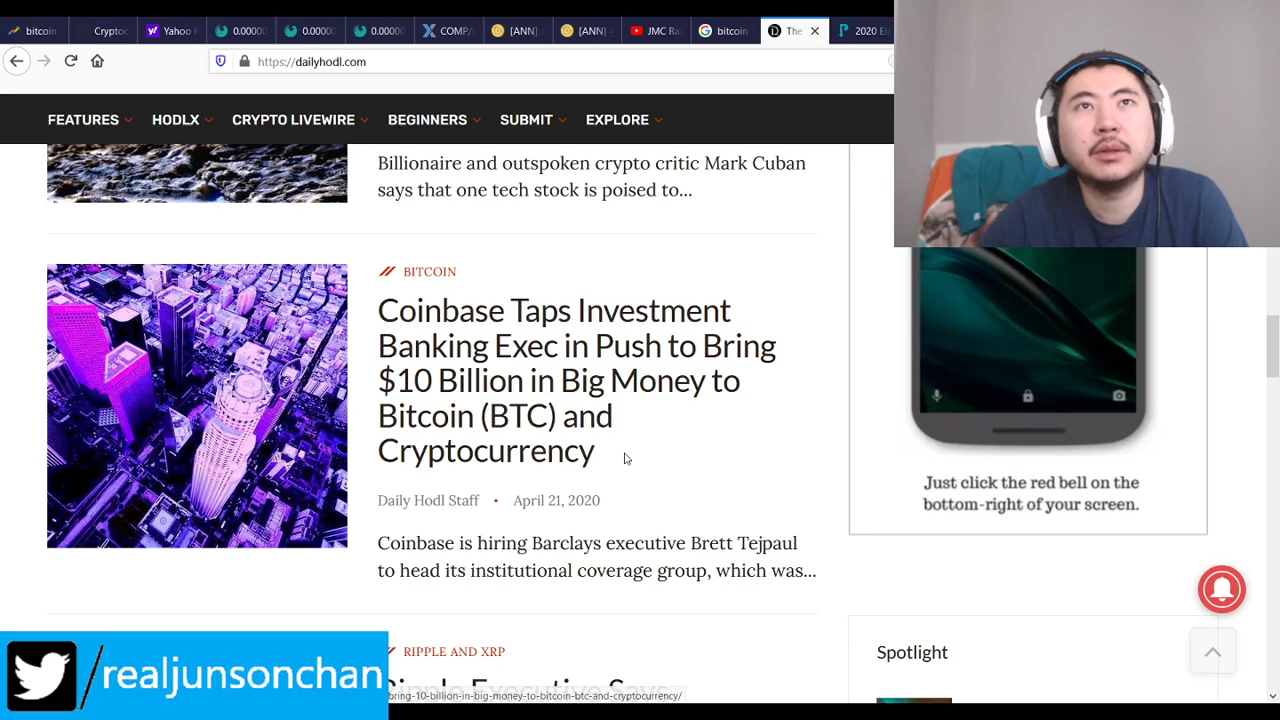 bitcoin
Cryptoc
Yahoo
0.00000
0.00000
0.00000
COMP/
[ANN]
[ANN]
JMC Ra
bitcoin
The
2020 El
https://dailyhodl.com
FEATURES
HODLX
CRYPTO LIVEWIRE
BEGINNERS
SUBMIT
EXPLORE
Billionaire and outspoken crypto critic Mark Cuban
says that one tech stock is poised to...
BITCOIN
Coinbase Taps Investment
Banking Exec in Push to Bring
$10 Billion in Big Money to
Bitcoin (BTC) and
Cryptocurrency
Daily Hodl Staff • April 21, 2020
Coinbase is hiring Barclays executive Brett Tejpaul
to head its institutional coverage group, which was...
RIPPLE AND XRP
Ripple Executive Says
bring-10-billion-in-big-money-to-bitcoin-btc-and-cryptocurrency/
Just click the red bell on the
bottom-right of your screen.
Spotlight
/realjunsonchan